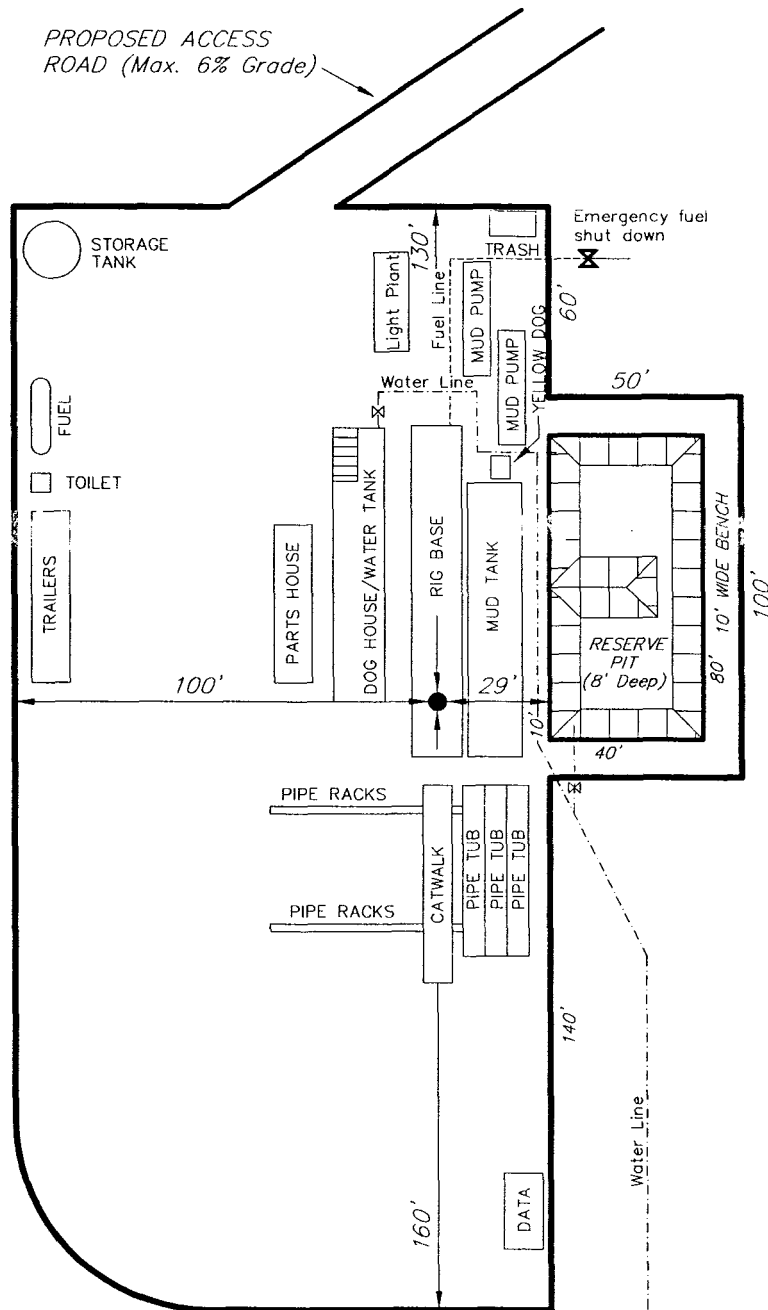 PROPOSED ACCESS
ROAD (Max. 6% Grade)
STORAGE
TANK
130'
TRASH
Emergency fuel
shut down
Light Plant
Fuel Line
MUD PUMP
60'
MUD PUMP
YELLOW DOG
Water Line
50'
FUEL
TOILET
TRAILERS
PARTS HOUSE
DOG HOUSE/WATER TANK
RIG BASE
MUD TANK
RESERVE
PIT
(8' Deep)
80'
10' WIDE BENCH
100'
100'
29'
10'
40'
PIPE RACKS
CATWALK
PIPE TUB
PIPE TUB
PIPE TUB
PIPE RACKS
140'
Water Line
DATA
160'